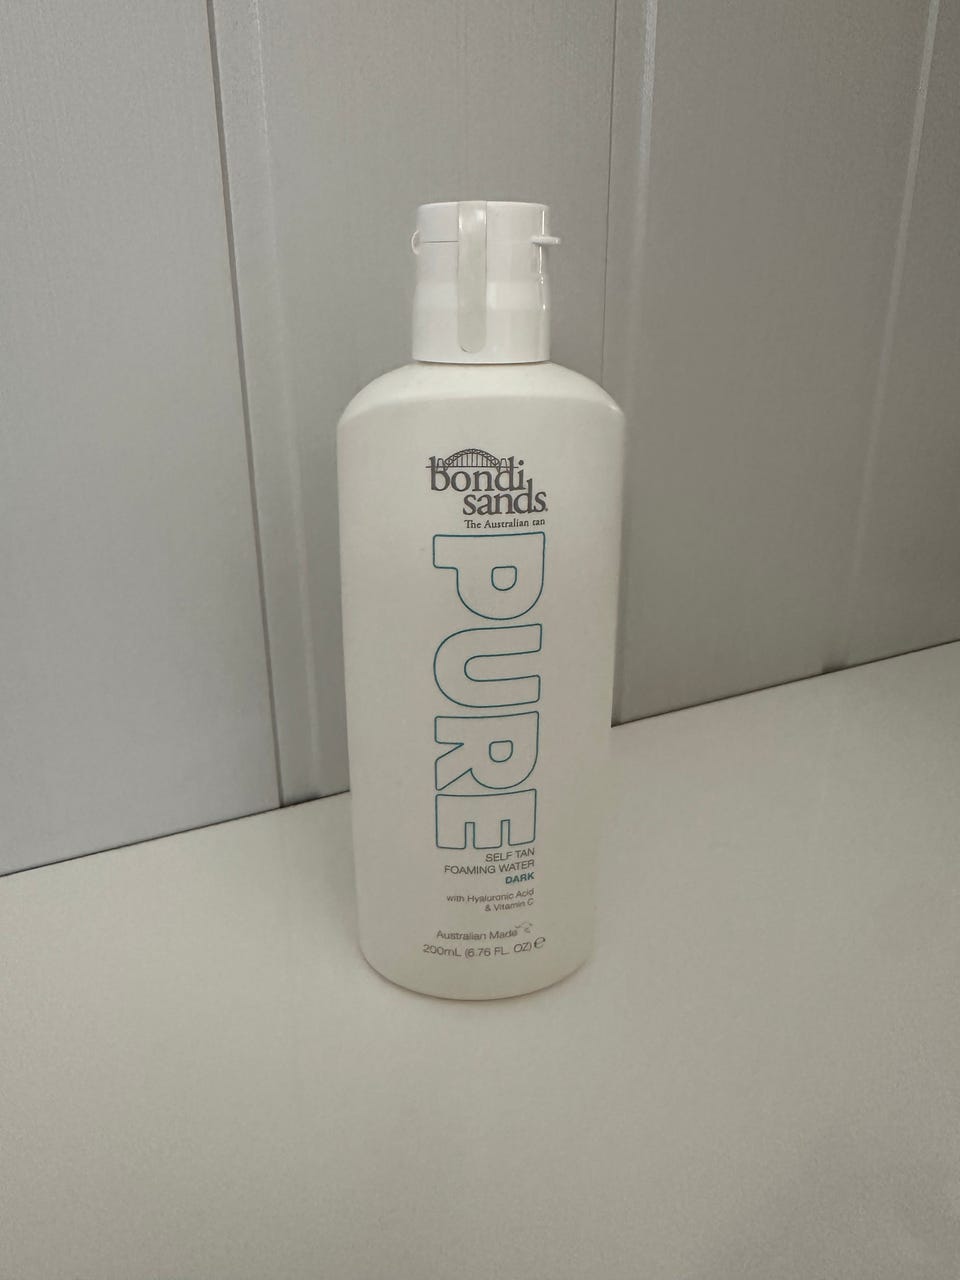 bondi
sands.
The Australian tan
PURE
SELF TAN
FOAMING WATER
DARK
with Hyaluronic Acid
& Vitamin C
Australian Made
200mL (6.76 FL. OZ) ℮